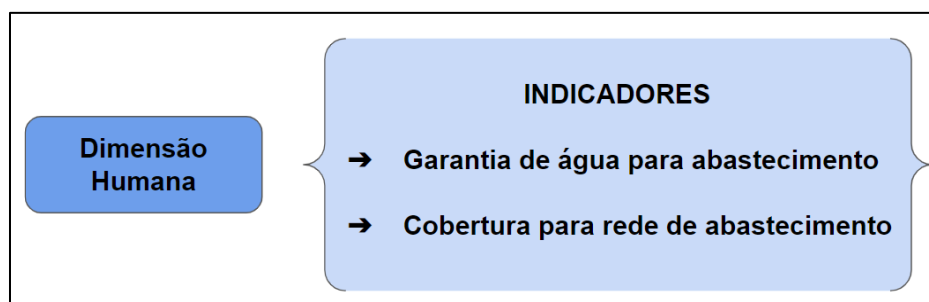 Dimensão
Humana
INDICADORES
➔ Garantia de água para abastecimento
➔ Cobertura para rede de abastecimento